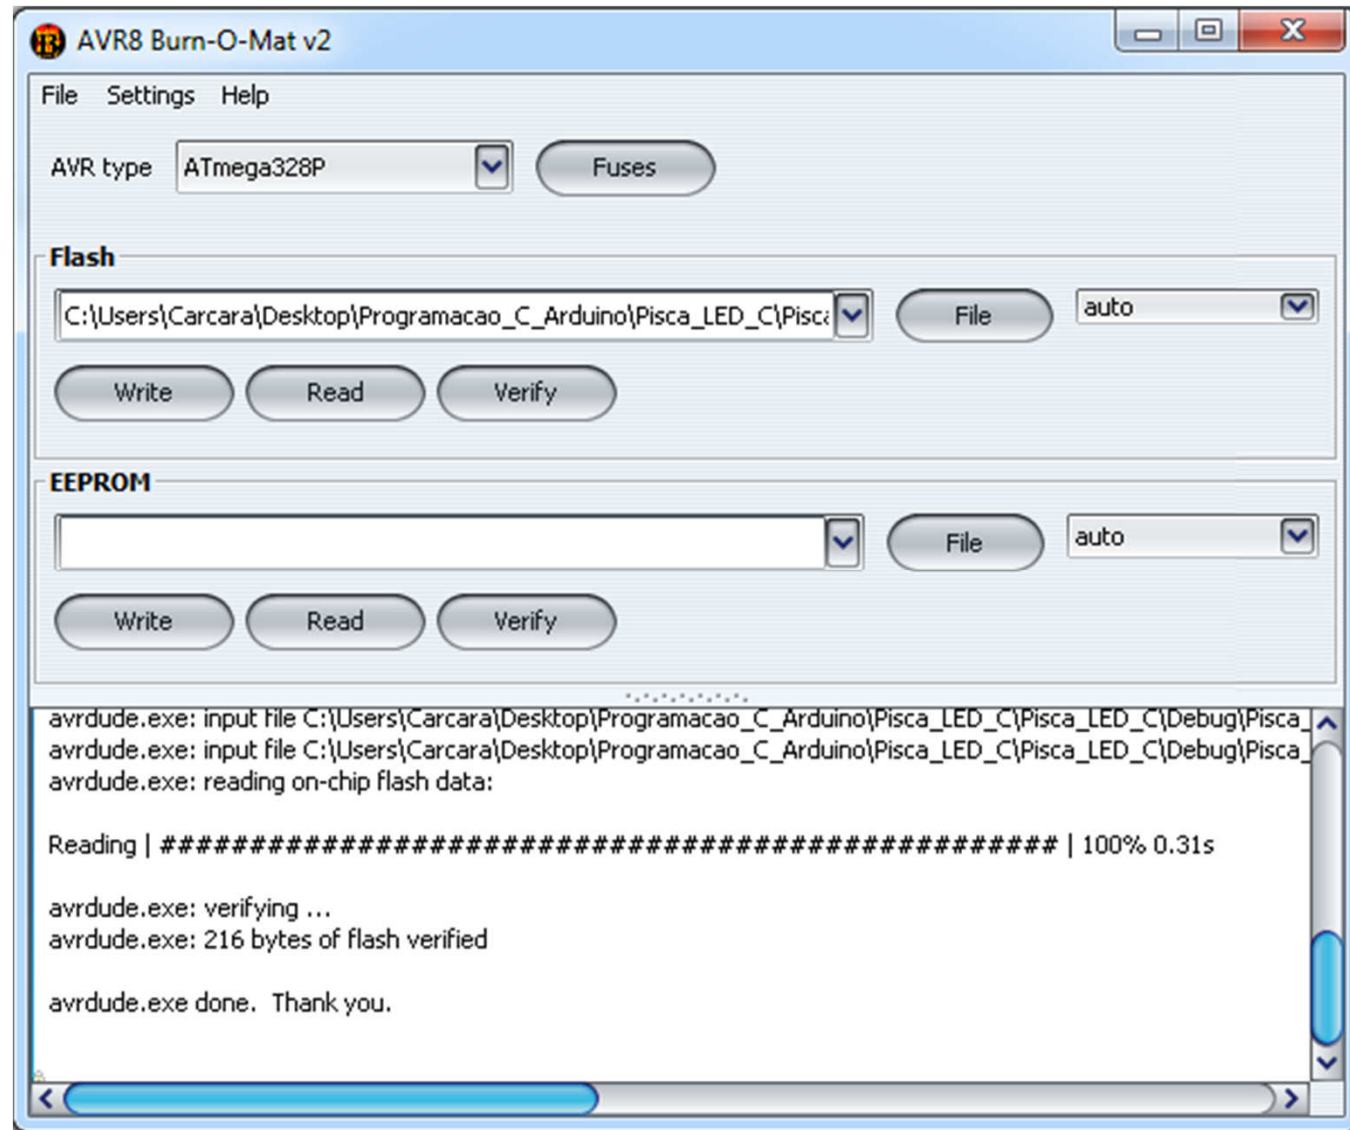 AVR8 Burn-O-Mat v2
File Settings Help
AVR type ATmega328P Fuses
Flash
C:\Users\Carcara\Desktop\Programacao_C_Arduino\Pisca_LED_C\Pisca File auto
Write Read Verify
EEPROM
File auto
Write Read Verify
avrdude.exe: input file C:\Users\Carcara\Desktop\Programacao_C_Arduino\Pisca_LED_C\Pisca_LED_C\Debug\Pisca_
avrdude.exe: input file C:\Users\Carcara\Desktop\Programacao_C_Arduino\Pisca_LED_C\Pisca_LED_C\Debug\Pisca_
avrdude.exe: reading on-chip flash data:
Reading | ################################################## | 100% 0.31s
avrdude.exe: verifying ...
avrdude.exe: 216 bytes of flash verified
avrdude.exe done.  Thank you.